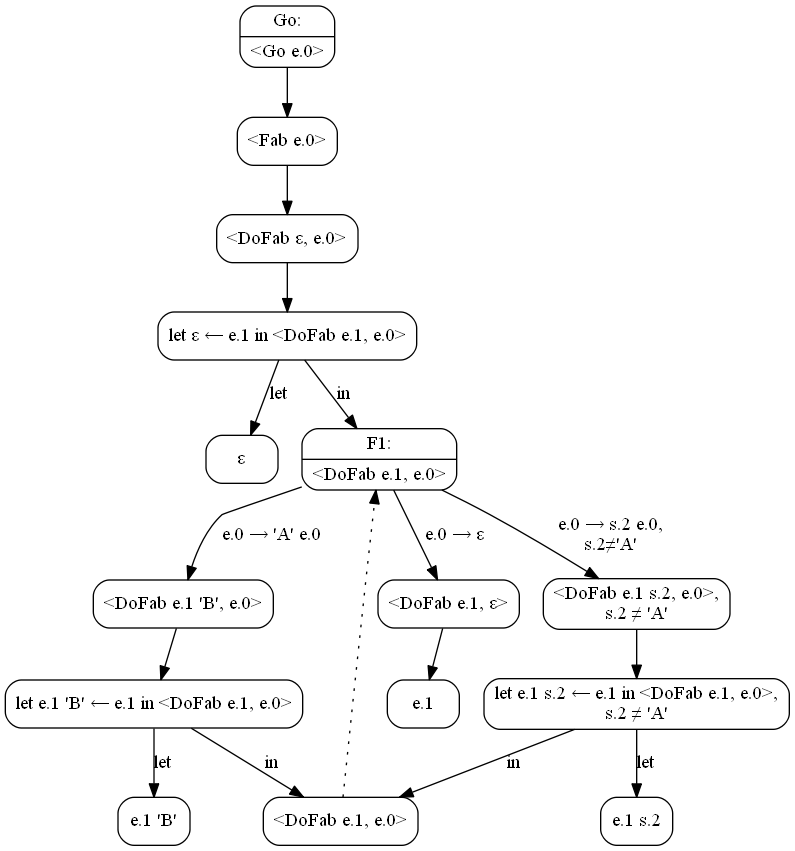 Go:
<Go e.0>
<Fab e.0>
<DoFab ε, e.0>
let ε ← e.1 in <DoFab e.1, e.0>
let
in
ε
F1:
<DoFab e.1, e.0>
e.0 → 'A' e.0
e.0 → ε
e.0 → s.2 e.0,
s.2≠'A'
<DoFab e.1 'B', e.0>
<DoFab e.1, ε>
<DoFab e.1 s.2, e.0>,
s.2 ≠ 'A'
let e.1 'B' ← e.1 in <DoFab e.1, e.0>
e.1
let e.1 s.2 ← e.1 in <DoFab e.1, e.0>,
s.2 ≠ 'A'
let
in
in
let
e.1 'B'
<DoFab e.1, e.0>
e.1 s.2